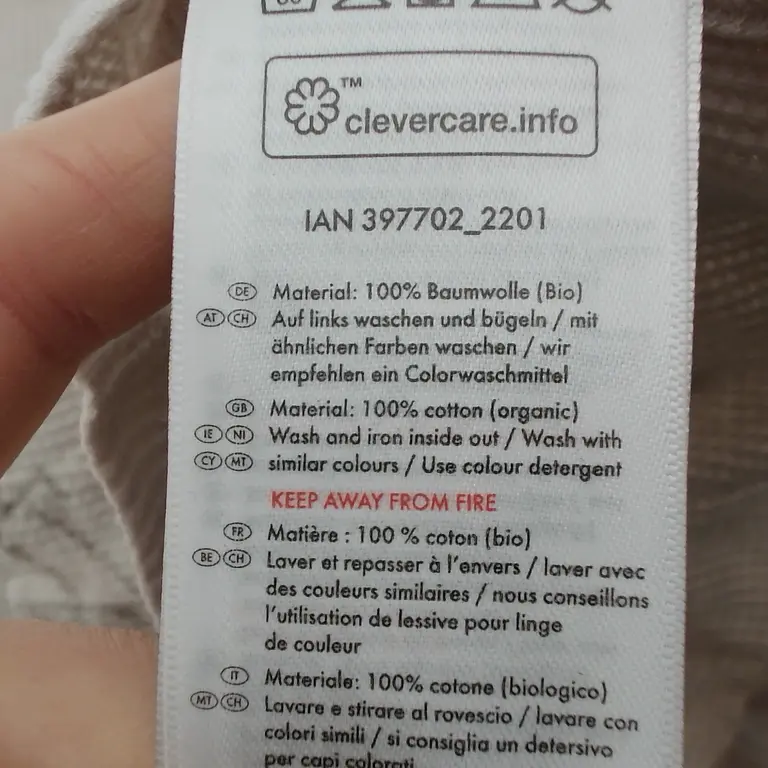 ™
clevercare.info
IAN 397702_2201
DE Material: 100% Baumwolle (Bio)
AT CH Auf links waschen und bügeln / mit
ähnlichen Farben waschen / wir
empfehlen ein Colorwaschmittel
GB Material: 100% cotton (organic)
IE NI Wash and iron inside out / Wash with
CY MT similar colours / Use colour detergent
KEEP AWAY FROM FIRE
FR Matière : 100 % coton (bio)
BE CH Laver et repasser à l'envers / laver avec
des couleurs similaires / nous conseillons
l'utilisation de lessive pour linge
de couleur
IT Materiale: 100% cotone (biologico)
MT CH Lavare e stirare al rovescio / lavare con
colori simili / si consiglia un detersivo
per capi colorati